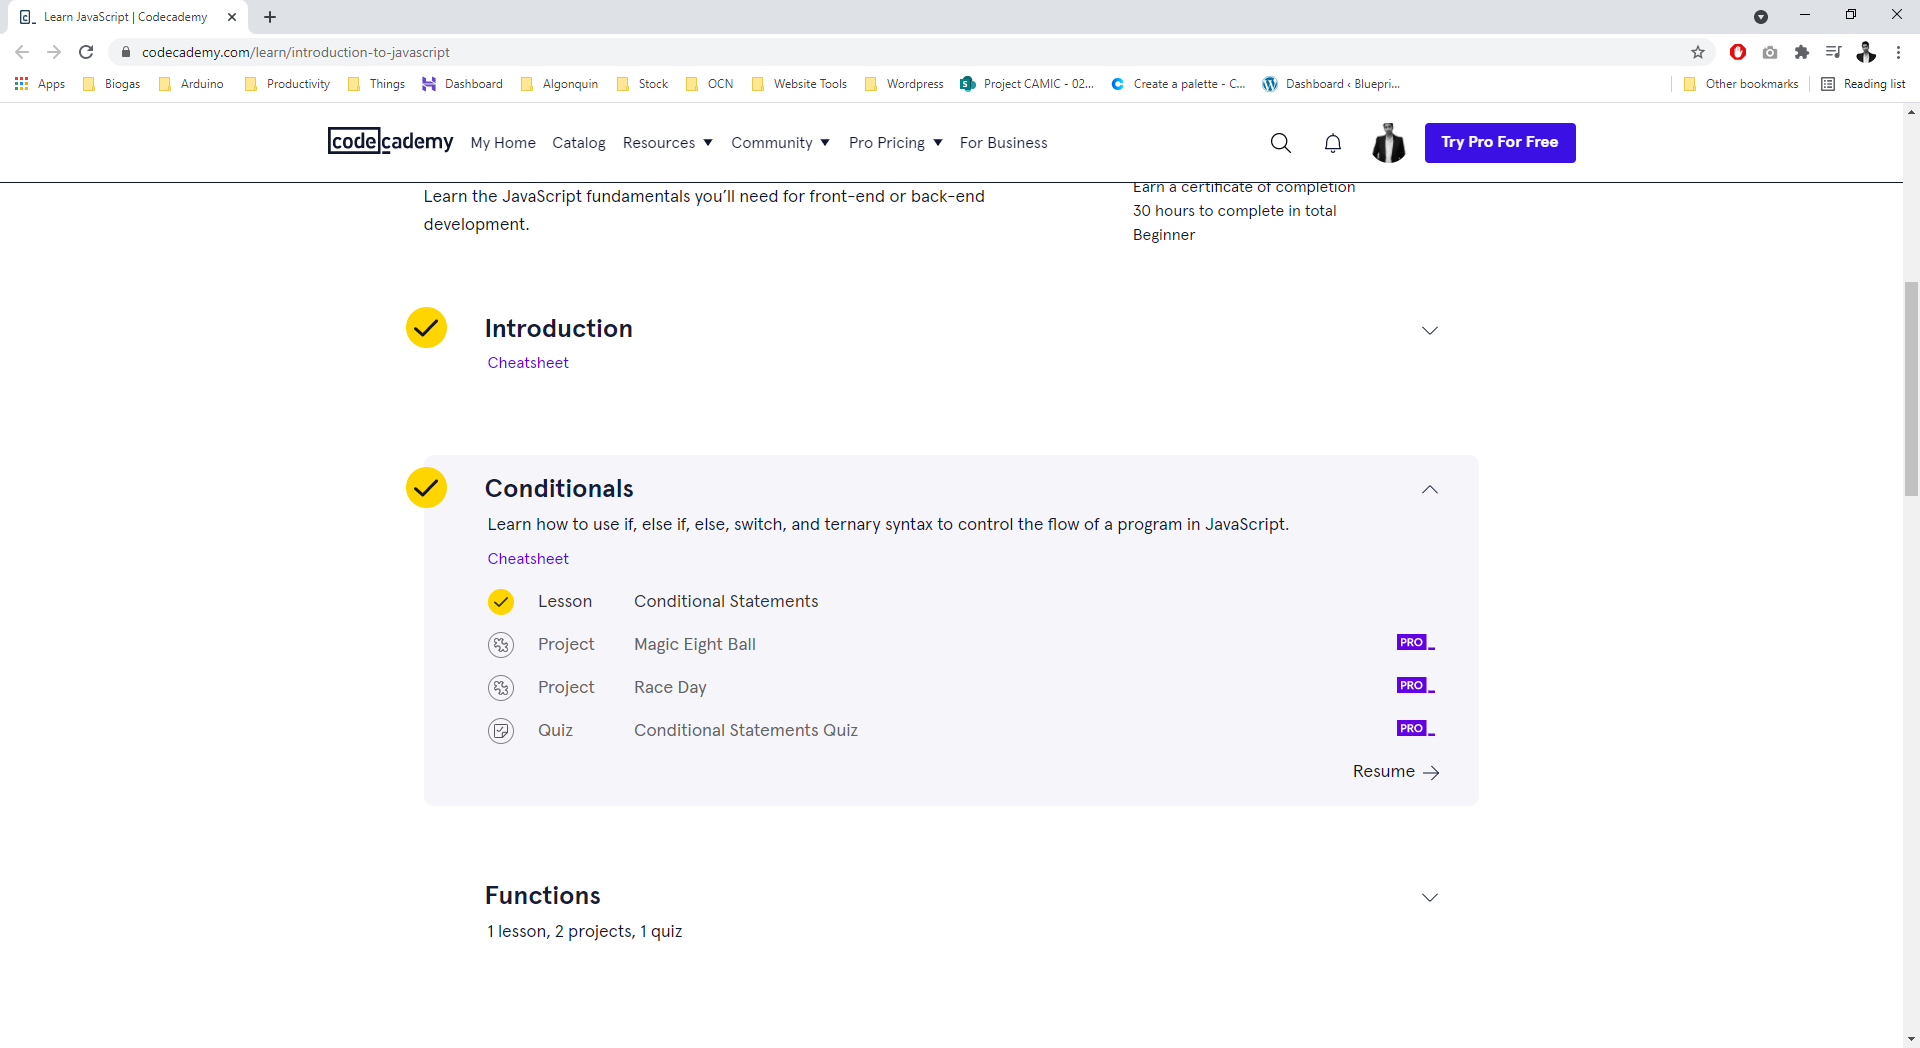 Learn JavaScript | Codecademy
codecademy.com/learn/introduction-to-javascript
Apps Biogas Arduino Productivity Things Dashboard Algonquin Stock OCN Website Tools Wordpress Project CAMIC - 02... Create a palette - C... Dashboard ‹ Bluepri... Other bookmarks Reading list
codecademy My Home Catalog Resources Community Pro Pricing For Business Try Pro For Free
Learn the JavaScript fundamentals you’ll need for front-end or back-end
development.
Earn a certificate of completion
30 hours to complete in total
Beginner
Introduction
Cheatsheet
Conditionals
Learn how to use if, else if, else, switch, and ternary syntax to control the flow of a program in JavaScript.
Cheatsheet
Lesson Conditional Statements
Project Magic Eight Ball PRO
Project Race Day PRO
Quiz Conditional Statements Quiz PRO
Resume
Functions
1 lesson, 2 projects, 1 quiz